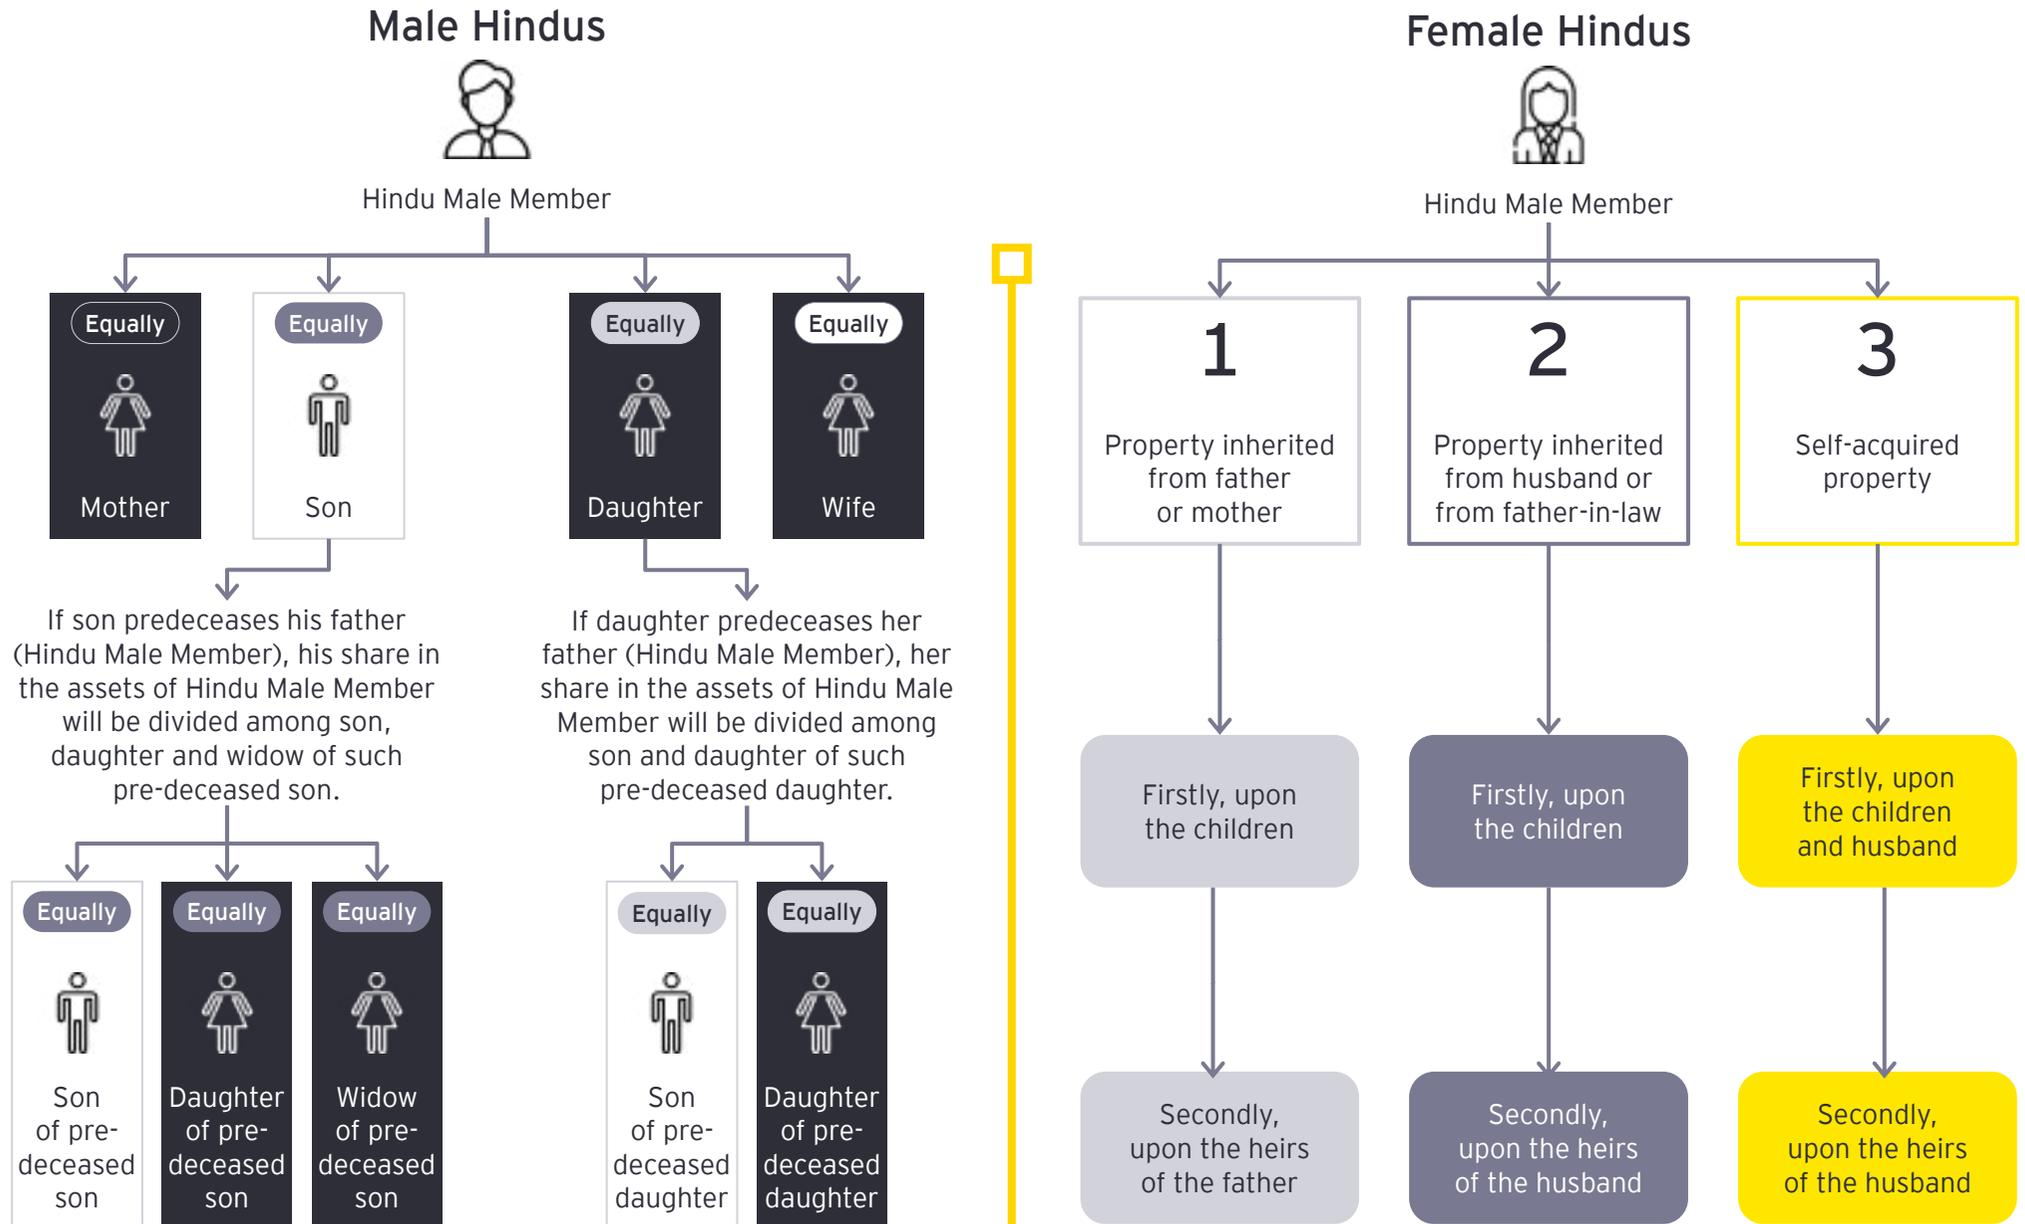 Male Hindus
Hindu Male Member
Equally
Mother
Equally
Son
Equally
Daughter
Equally
Wife
If son predeceases his father
(Hindu Male Member), his share in
the assets of Hindu Male Member
will be divided among son,
daughter and widow of such
pre-deceased son.
If daughter predeceases her
father (Hindu Male Member), her
share in the assets of Hindu Male
Member will be divided among
son and daughter of such
pre-deceased daughter.
Equally
Son
of pre-
deceased
son
Equally
Daughter
of pre-
deceased
son
Equally
Widow
of pre-
deceased
son
Equally
Son
of pre-
deceased
daughter
Equally
Daughter
of pre-
deceased
daughter
Female Hindus
Hindu Male Member
1
Property inherited
from father
or mother
2
Property inherited
from husband or
from father-in-law
3
Self-acquired
property
Firstly, upon
the children
Firstly, upon
the children
Firstly, upon
the children
and husband
Secondly,
upon the heirs
of the father
Secondly,
upon the heirs
of the husband
Secondly,
upon the heirs
of the husband